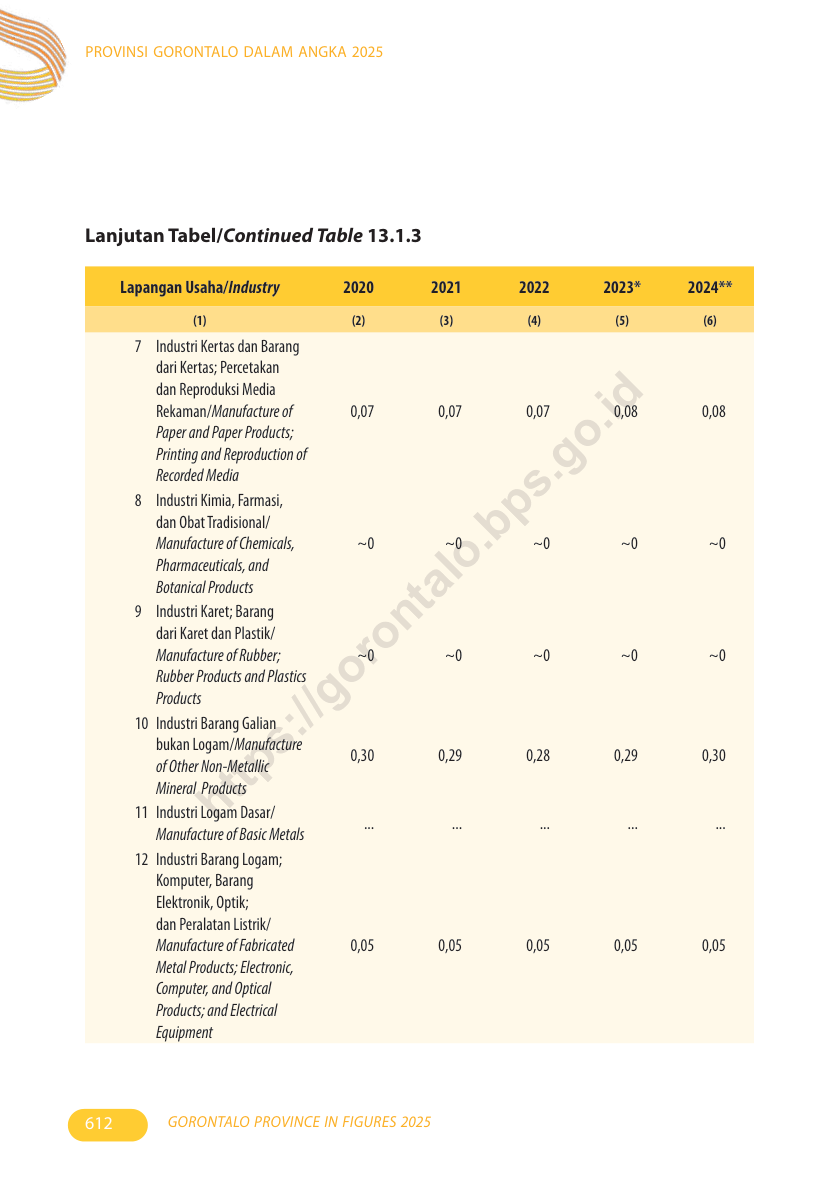 PROVINSI GORONTALO DALAM ANGKA 2025
Lanjutan Tabel/Continued Table 13.1.3
Lapangan Usaha/Industry 2020 2021 2022 2023* 2024**
(1) (2) (3) (4) (5) (6)
7 Industri Kertas dan Barang
dari Kertas; Percetakan
dan Reproduksi Media
Rekaman/Manufacture of 0,07 0,07 0,07 0,08 0,08
Paper and Paper Products;
Printing and Reproduction of
Recorded Media
8 Industri Kimia, Farmasi,
dan Obat Tradisional/
Manufacture of Chemicals, ~0 ~0 ~0 ~0 ~0
Pharmaceuticals, and
Botanical Products
9 Industri Karet; Barang
dari Karet dan Plastik/
Manufacture of Rubber; ~0 ~0 ~0 ~0 ~0
Rubber Products and Plastics
Products
10 Industri Barang Galian
bukan Logam/Manufacture
of Other Non-Metallic 0,30 0,29 0,28 0,29 0,30
Mineral Products
11 Industri Logam Dasar/
Manufacture of Basic Metals ... ... ... ... ...
12 Industri Barang Logam;
Komputer, Barang
Elektronik, Optik;
dan Peralatan Listrik/
Manufacture of Fabricated 0,05 0,05 0,05 0,05 0,05
Metal Products; Electronic,
Computer, and Optical
Products; and Electrical
Equipment
https://gorontalo.bps.go.id
612 GORONTALO PROVINCE IN FIGURES 2025